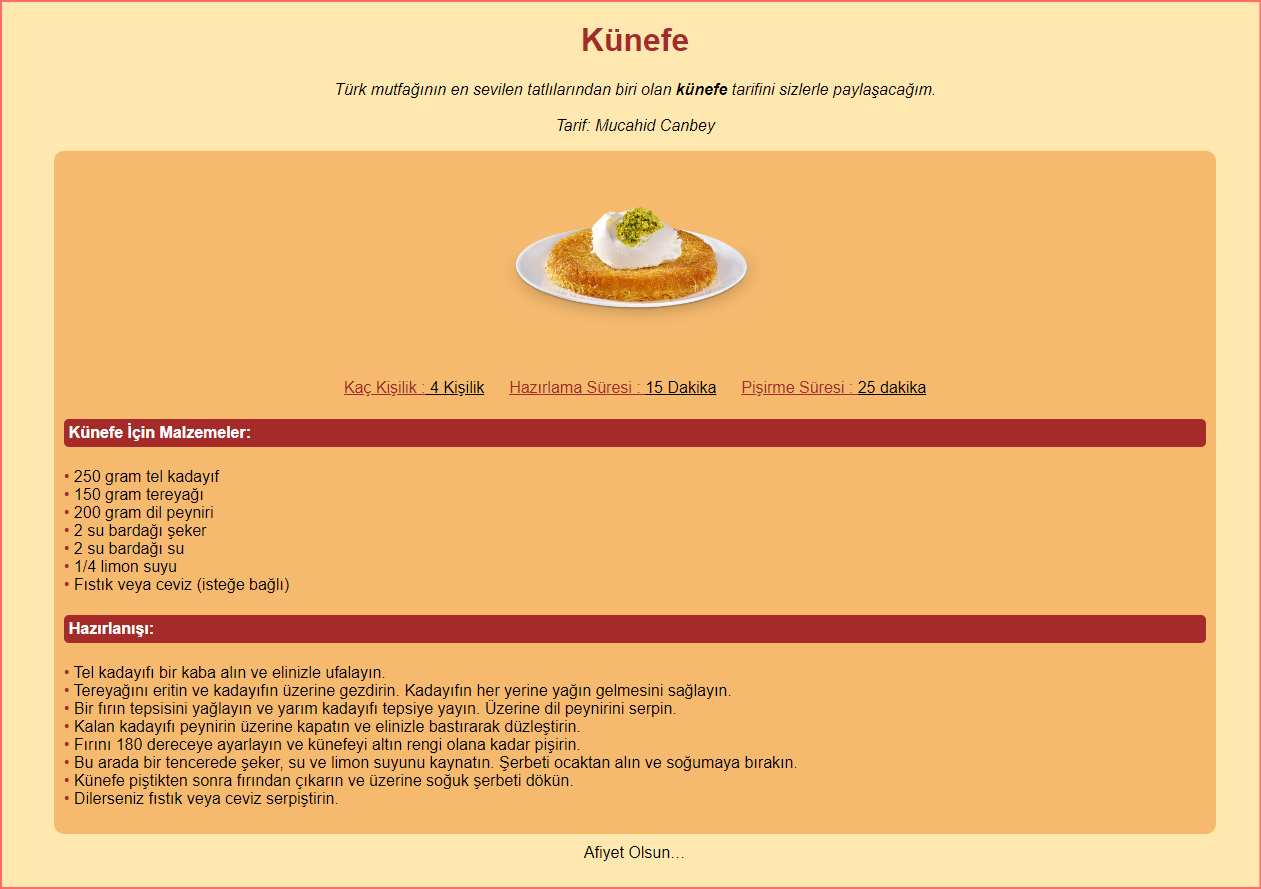 Künefe
Türk mutfağının en sevilen tatlılarından biri olan künefe tarifini sizlerle paylaşacağım.
Tarif: Mucahid Canbey
Kaç Kişilik : 4 Kişilik Hazırlama Süresi : 15 Dakika Pişirme Süresi : 25 dakika
Künefe İçin Malzemeler:
• 250 gram tel kadayıf
• 150 gram tereyağı
• 200 gram dil peyniri
• 2 su bardağı şeker
• 2 su bardağı su
• 1/4 limon suyu
• Fıstık veya ceviz (isteğe bağlı)
Hazırlanışı:
• Tel kadayıfı bir kaba alın ve elinizle ufalayın.
• Tereyağını eritin ve kadayıfın üzerine gezdirin. Kadayıfın her yerine yağın gelmesini sağlayın.
• Bir fırın tepsisini yağlayın ve yarım kadayıfı tepsiye yayın. Üzerine dil peynirini serpin.
• Kalan kadayıfı peynirin üzerine kapatın ve elinizle bastırarak düzleştirin.
• Fırını 180 dereceye ayarlayın ve künefeyi altın rengi olana kadar pişirin.
• Bu arada bir tencerede şeker, su ve limon suyunu kaynatın. Şerbeti ocaktan alın ve soğumaya bırakın.
• Künefe piştikten sonra fırından çıkarın ve üzerine soğuk şerbeti dökün.
• Dilerseniz fıstık veya ceviz serpiştirin.
Afiyet Olsun…